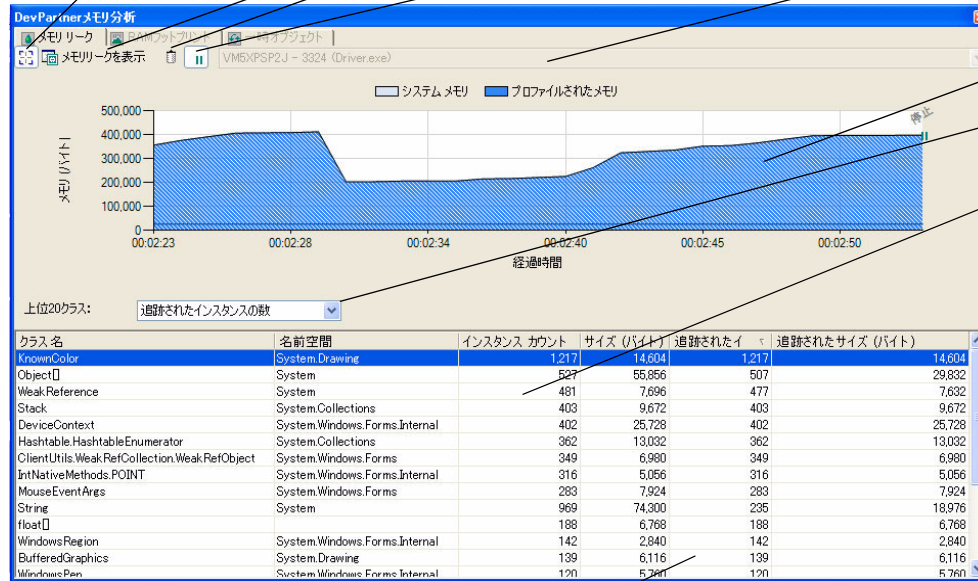 DevPartnerメモリ分析
メモリ リーク RAMフットプリント 一時オブジェクト
メモリリークを表示 VM5XPSP2J - 3324 (Driver.exe)
システム メモリ プロファイルされたメモリ
停止
メモリ (バイト)
500,000
400,000
300,000
200,000
100,000
0
00:02:23 00:02:28 00:02:34 00:02:40 00:02:45 00:02:50
経過時間
上位20クラス: 追跡されたインスタンスの数
クラス名 名前空間 インスタンス カウント サイズ (バイト) 追跡されたイ 追跡されたサイズ (バイト)
KnownColor System.Drawing 1,217 14,604 1,217 14,604
Object[] System 527 55,856 507 29,832
WeakReference System 481 7,696 477 7,632
Stack System.Collections 403 9,672 403 9,672
DeviceContext System.Windows.Forms.Internal 402 25,728 402 25,728
Hashtable.HashtableEnumerator System.Collections 362 13,032 362 13,032
ClientUtils.WeakRefCollection.WeakRefObject System.Windows.Forms 349 6,980 349 6,980
IntNativeMethods.POINT System.Windows.Forms.Internal 316 5,056 316 5,056
MouseEventArgs System.Windows.Forms 283 7,924 283 7,924
String System 969 74,300 235 18,976
float[] 188 6,768 188 6,768
WindowsRegion System.Windows.Forms.Internal 142 2,840 142 2,840
BufferedGraphics System.Drawing 139 6,116 139 6,116
WindowsPen System.Windows.Forms.Internal 120 5,760 120 5,760